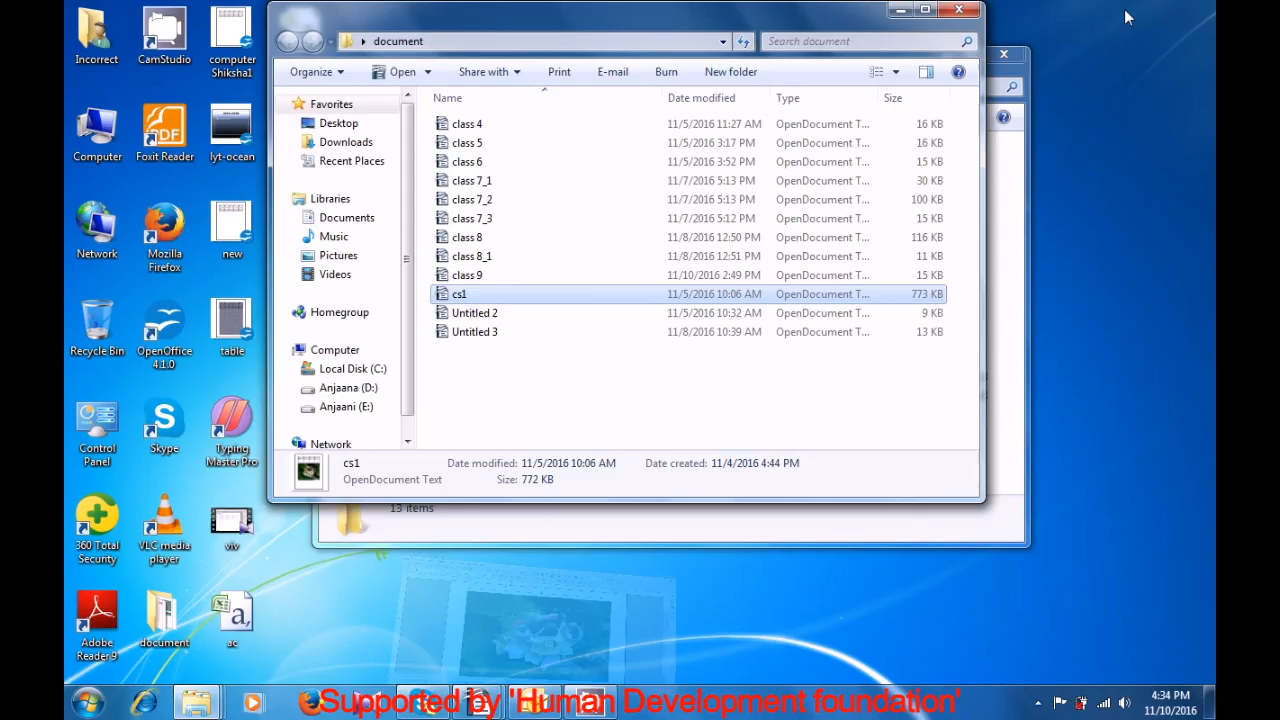 Incorrect
CamStudio
computer
Shiksha1
Computer
Foxit Reader
lyt-ocean
Network
Mozilla
Firefox
new
Recycle Bin
OpenOffice
4.1.0
table
Control
Panel
Skype
Typing
Master Pro
360 Total
Security
VLC media
player
viv
Adobe
Reader 9
document
ac
document
Search document
Organize
Open
Share with
Print
E-mail
Burn
New folder
Favorites
Desktop
Downloads
Recent Places
Libraries
Documents
Music
Pictures
Videos
Homegroup
Computer
Local Disk (C:)
Anjaana (D:)
Anjaani (E:)
Network
Name Date modified Type Size
class 4 11/5/2016 11:27 AM OpenDocument T... 16 KB
class 5 11/5/2016 3:17 PM OpenDocument T... 16 KB
class 6 11/5/2016 3:52 PM OpenDocument T... 15 KB
class 7_1 11/7/2016 5:13 PM OpenDocument T... 30 KB
class 7_2 11/7/2016 5:13 PM OpenDocument T... 100 KB
class 7_3 11/7/2016 5:12 PM OpenDocument T... 15 KB
class 8 11/8/2016 12:50 PM OpenDocument T... 116 KB
class 8_1 11/8/2016 12:51 PM OpenDocument T... 11 KB
class 9 11/10/2016 2:49 PM OpenDocument T... 15 KB
cs1 11/5/2016 10:06 AM OpenDocument T... 773 KB
Untitled 2 11/5/2016 10:32 AM OpenDocument T... 9 KB
Untitled 3 11/8/2016 10:39 AM OpenDocument T... 13 KB
cs1 Date modified: 11/5/2016 10:06 AM Date created: 11/4/2016 4:44 PM
OpenDocument Text Size: 772 KB
13 items
Supported by 'Human Development foundation'
4:34 PM
11/10/2016